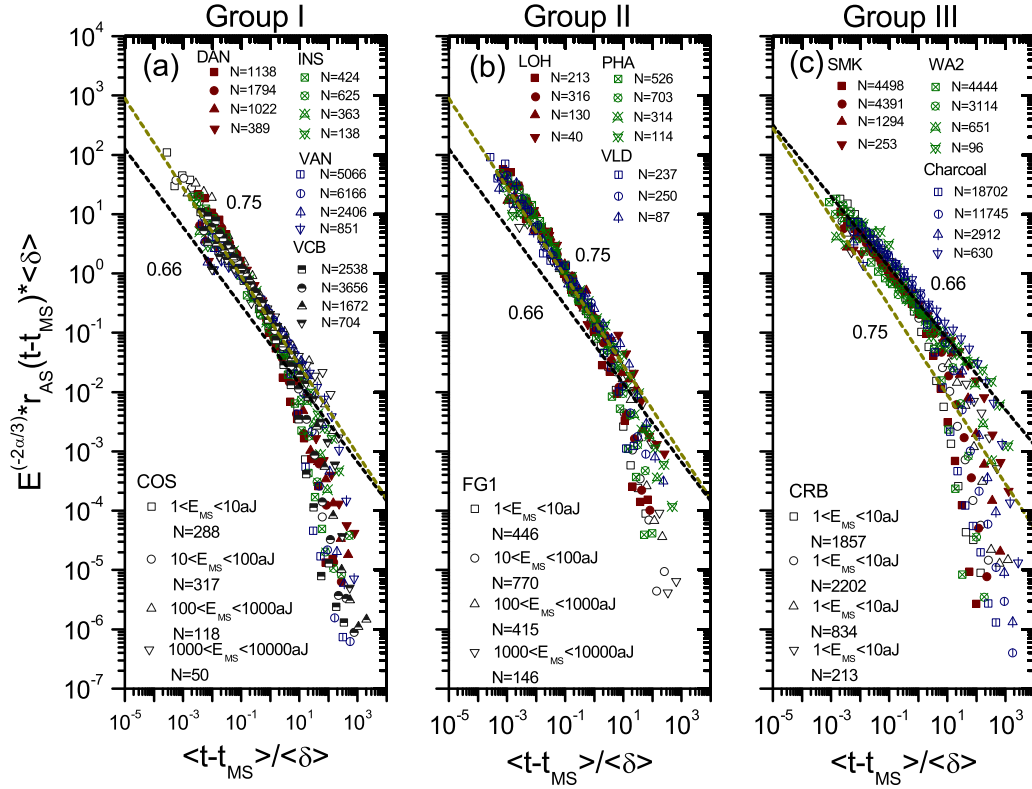 Group I
Group II
Group III
E^(-2α/3)*r_AS(t-t_MS)*<δ>
10^4
10^3
10^2
10^1
10^0
10^-1
10^-2
10^-3
10^-4
10^-5
10^-6
10^-7
(a)
DAN
N=1138
N=1794
N=1022
N=389
INS
N=424
N=625
N=363
N=138
VAN
N=5066
N=6166
N=2406
N=851
VCB
N=2538
N=3656
N=1672
N=704
0.75
0.66
COS
1<E_MS<10aJ
N=288
10<E_MS<100aJ
N=317
100<E_MS<1000aJ
N=118
1000<E_MS<10000aJ
N=50
10^-5 10^-3 10^-1 10^1 10^3
<t-t_MS>/<δ>
(b)
LOH
N=213
N=316
N=130
N=40
PHA
N=526
N=703
N=314
N=114
VLD
N=237
N=250
N=87
0.75
0.66
FG1
1<E_MS<10aJ
N=446
10<E_MS<100aJ
N=770
100<E_MS<1000aJ
N=415
1000<E_MS<10000aJ
N=146
10^-5 10^-3 10^-1 10^1 10^3
<t-t_MS>/<δ>
(c)
SMK
N=4498
N=4391
N=1294
N=253
WA2
N=4444
N=3114
N=651
N=96
Charcoal
N=18702
N=11745
N=2912
N=630
0.66
0.75
CRB
1<E_MS<10aJ
N=1857
1<E_MS<10aJ
N=2202
1<E_MS<10aJ
N=834
1<E_MS<10aJ
N=213
10^-5 10^-3 10^-1 10^1 10^3
<t-t_MS>/<δ>